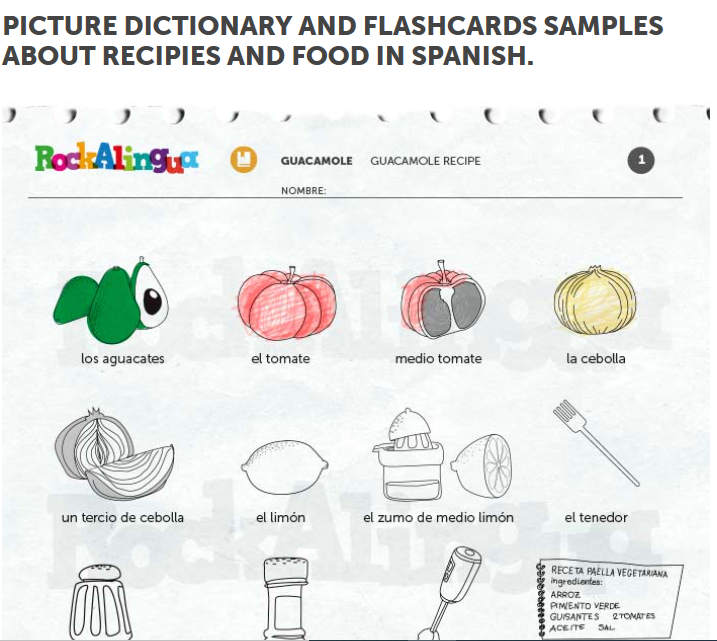 PICTURE DICTIONARY AND FLASHCARDS SAMPLES
ABOUT RECIPIES AND FOOD IN SPANISH.
RockAlingua
GUACAMOLE GUACAMOLE RECIPE
1
NOMBRE:
los aguacates
el tomate
medio tomate
la cebolla
un tercio de cebolla
el limón
el zumo de medio limón
el tenedor
RECETA PAELLA VEGETARIANA
ingredientes:
ARROZ
PIMIENTO VERDE
GUISANTES 2 TOMATES
ACEITE SAL
RockAlingua
RockAlingua